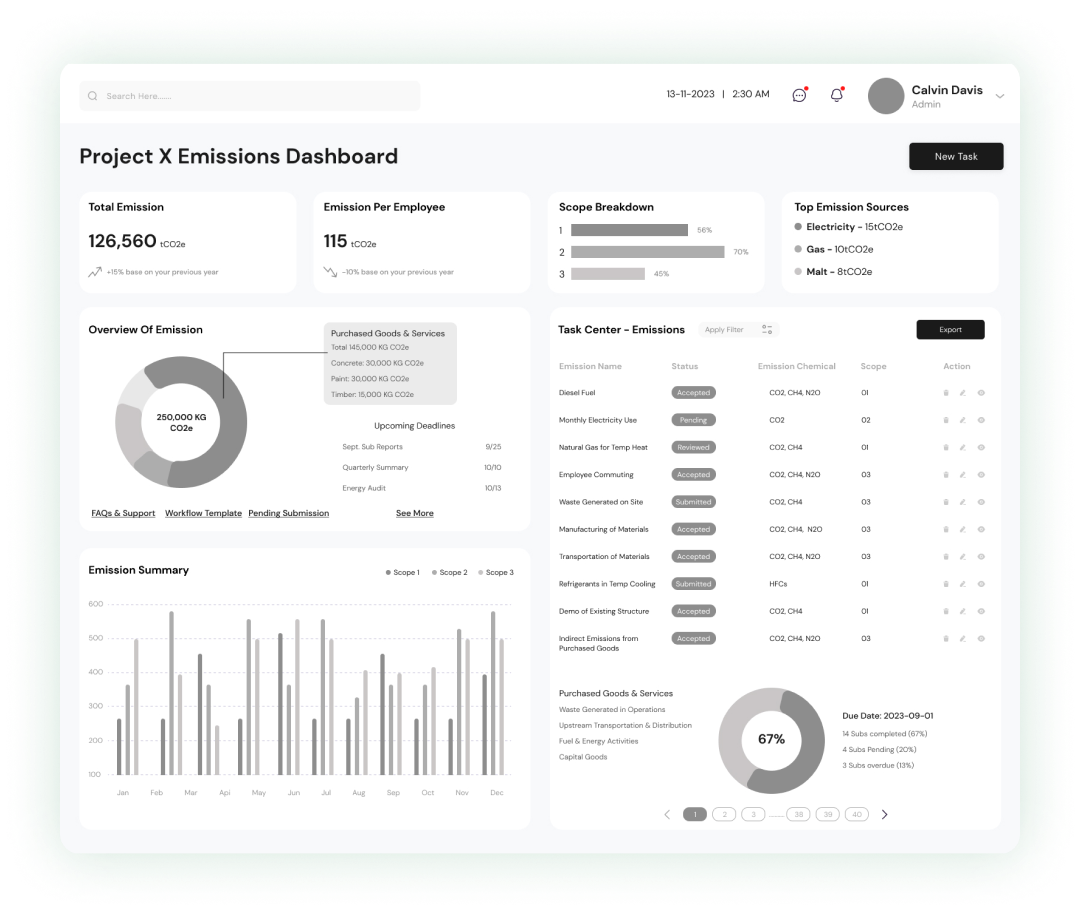 Search Here......
13-11-2023 | 2:30 AM
Calvin Davis
Admin
Project X Emissions Dashboard
New Task
Total Emission
126,560 tCO2e
+15% base on your previous year
Emission Per Employee
115 tCO2e
-10% base on your previous year
Scope Breakdown
1 56%
2 70%
3 45%
Top Emission Sources
Electricity - 15tCO2e
Gas - 10tCO2e
Malt - 8tCO2e
Overview Of Emission
250,000 KG
CO2e
Purchased Goods & Services
Total 145,000 KG CO2e
Concrete: 30,000 KG CO2e
Paint: 30,000 KG CO2e
Timber: 15,000 KG CO2e
Upcoming Deadlines
Sept. Sub Reports 9/25
Quarterly Summary 10/10
Energy Audit 10/13
FAQs & Support Workflow Template Pending Submission See More
Emission Summary
Scope 1 Scope 2 Scope 3
600
500
400
300
200
100
Jan Feb Mar Api May Jun Jul Aug Sep Oct Nov Dec
Task Center - Emissions Apply Filter Export
Emission Name Status Emission Chemical Scope Action
Diesel Fuel Accepted CO2, CH4, N2O 01
Monthly Electricity Use Pending CO2 02
Natural Gas for Temp Heat Reviewed CO2, CH4 01
Employee Commuting Accepted CO2, CH4, N2O 03
Waste Generated on Site Submitted CO2, CH4 03
Manufacturing of Materials Accepted CO2, CH4, N2O 03
Transportation of Materials Accepted CO2, CH4, N2O 03
Refrigerants in Temp Cooling Submitted HFCs 01
Demo of Existing Structure Accepted CO2, CH4 01
Indirect Emissions from Accepted CO2, CH4, N2O 03
Purchased Goods
Purchased Goods & Services
Waste Generated in Operations
Upstream Transportation & Distribution
Fuel & Energy Activities
Capital Goods
67%
Due Date: 2023-09-01
14 Subs completed (67%)
4 Subs Pending (20%)
3 Subs overdue (13%)
1 2 3 38 39 40